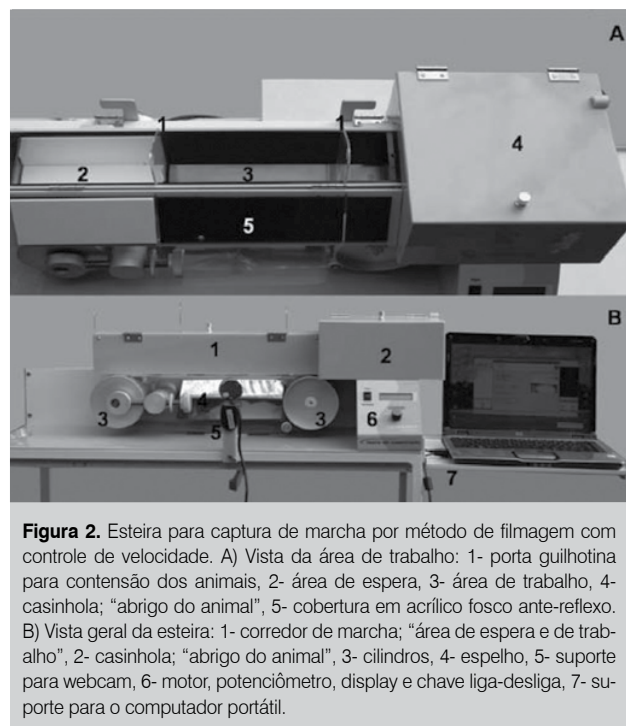 A
1
1
4
2
3
5
B
1
2
3
4
3
6
5
7
Figura 2. Esteira para captura de marcha por método de filmagem com
controle de velocidade. A) Vista da área de trabalho: 1- porta guilhotina
para contensão dos animais, 2- área de espera, 3- área de trabalho, 4-
casinhola; “abrigo do animal”, 5- cobertura em acrílico fosco ante-reflexo.
B) Vista geral da esteira: 1- corredor de marcha; “área de espera e de trab-
alho”, 2- casinhola; “abrigo do animal”, 3- cilindros, 4- espelho, 5- suporte
para webcam, 6- motor, potenciômetro, display e chave liga-desliga, 7- su-
porte para o computador portátil.